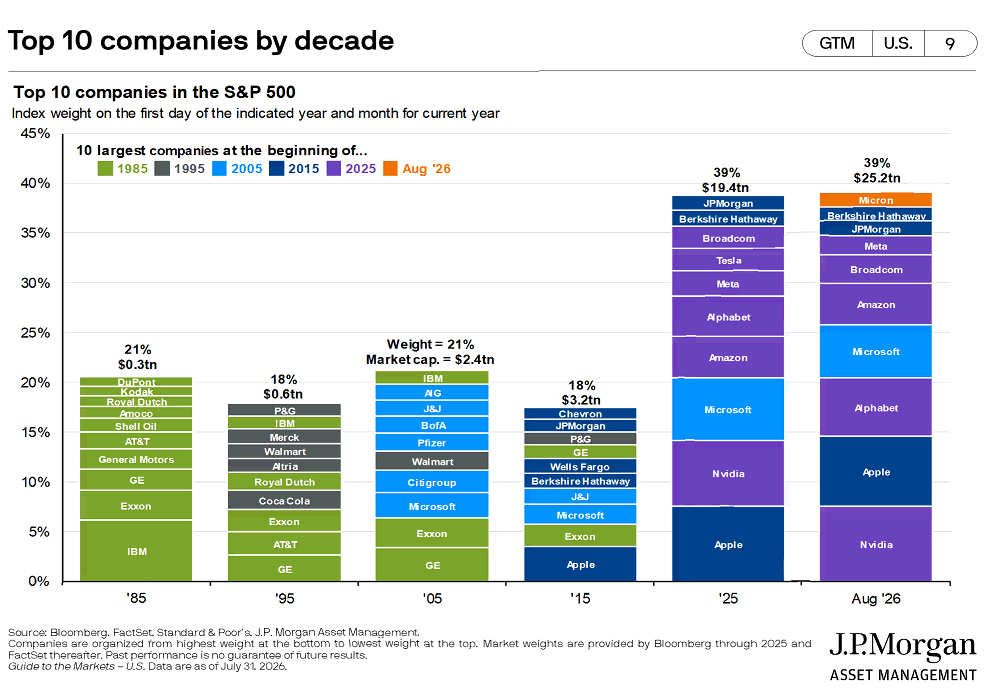 Top 10 companies by decade
GTM U.S. 9
Top 10 companies in the S&P 500
Index weight on the first day of the indicated year and month for current year
45%
40%
35%
30%
25%
20%
15%
10%
5%
0%
10 largest companies at the beginning of...
1985 1995 2005 2015 2025 Aug '26
21%
$0.3tn
DuPont
Kodak
Royal Dutch
Amoco
Shell Oil
AT&T
General Motors
GE
Exxon
IBM
18%
$0.6tn
P&G
IBM
Merck
Walmart
Altria
Royal Dutch
Coca Cola
Exxon
AT&T
GE
Weight = 21%
Market cap. = $2.4tn
IBM
AIG
J&J
BofA
Pfizer
Walmart
Citigroup
Microsoft
Exxon
GE
18%
$3.2tn
Chevron
JPMorgan
P&G
GE
Wells Fargo
Berkshire Hathaway
J&J
Microsoft
Exxon
Apple
39%
$19.4tn
JPMorgan
Berkshire Hathaway
Broadcom
Tesla
Meta
Alphabet
Amazon
Microsoft
Nvidia
Apple
39%
$25.2tn
Micron
Berkshire Hathaway
JPMorgan
Meta
Broadcom
Amazon
Microsoft
Alphabet
Apple
Nvidia
'85 '95 '05 '15 '25 Aug '26
Source: Bloomberg, FactSet, Standard & Poor's, J.P. Morgan Asset Management.
Companies are organized from highest weight at the bottom to lowest weight at the top. Market weights are provided by Bloomberg through 2025 and
FactSet thereafter. Past performance is no guarantee of future results.
Guide to the Markets – U.S. Data are as of July 31, 2026.
J.P.Morgan
ASSET MANAGEMENT